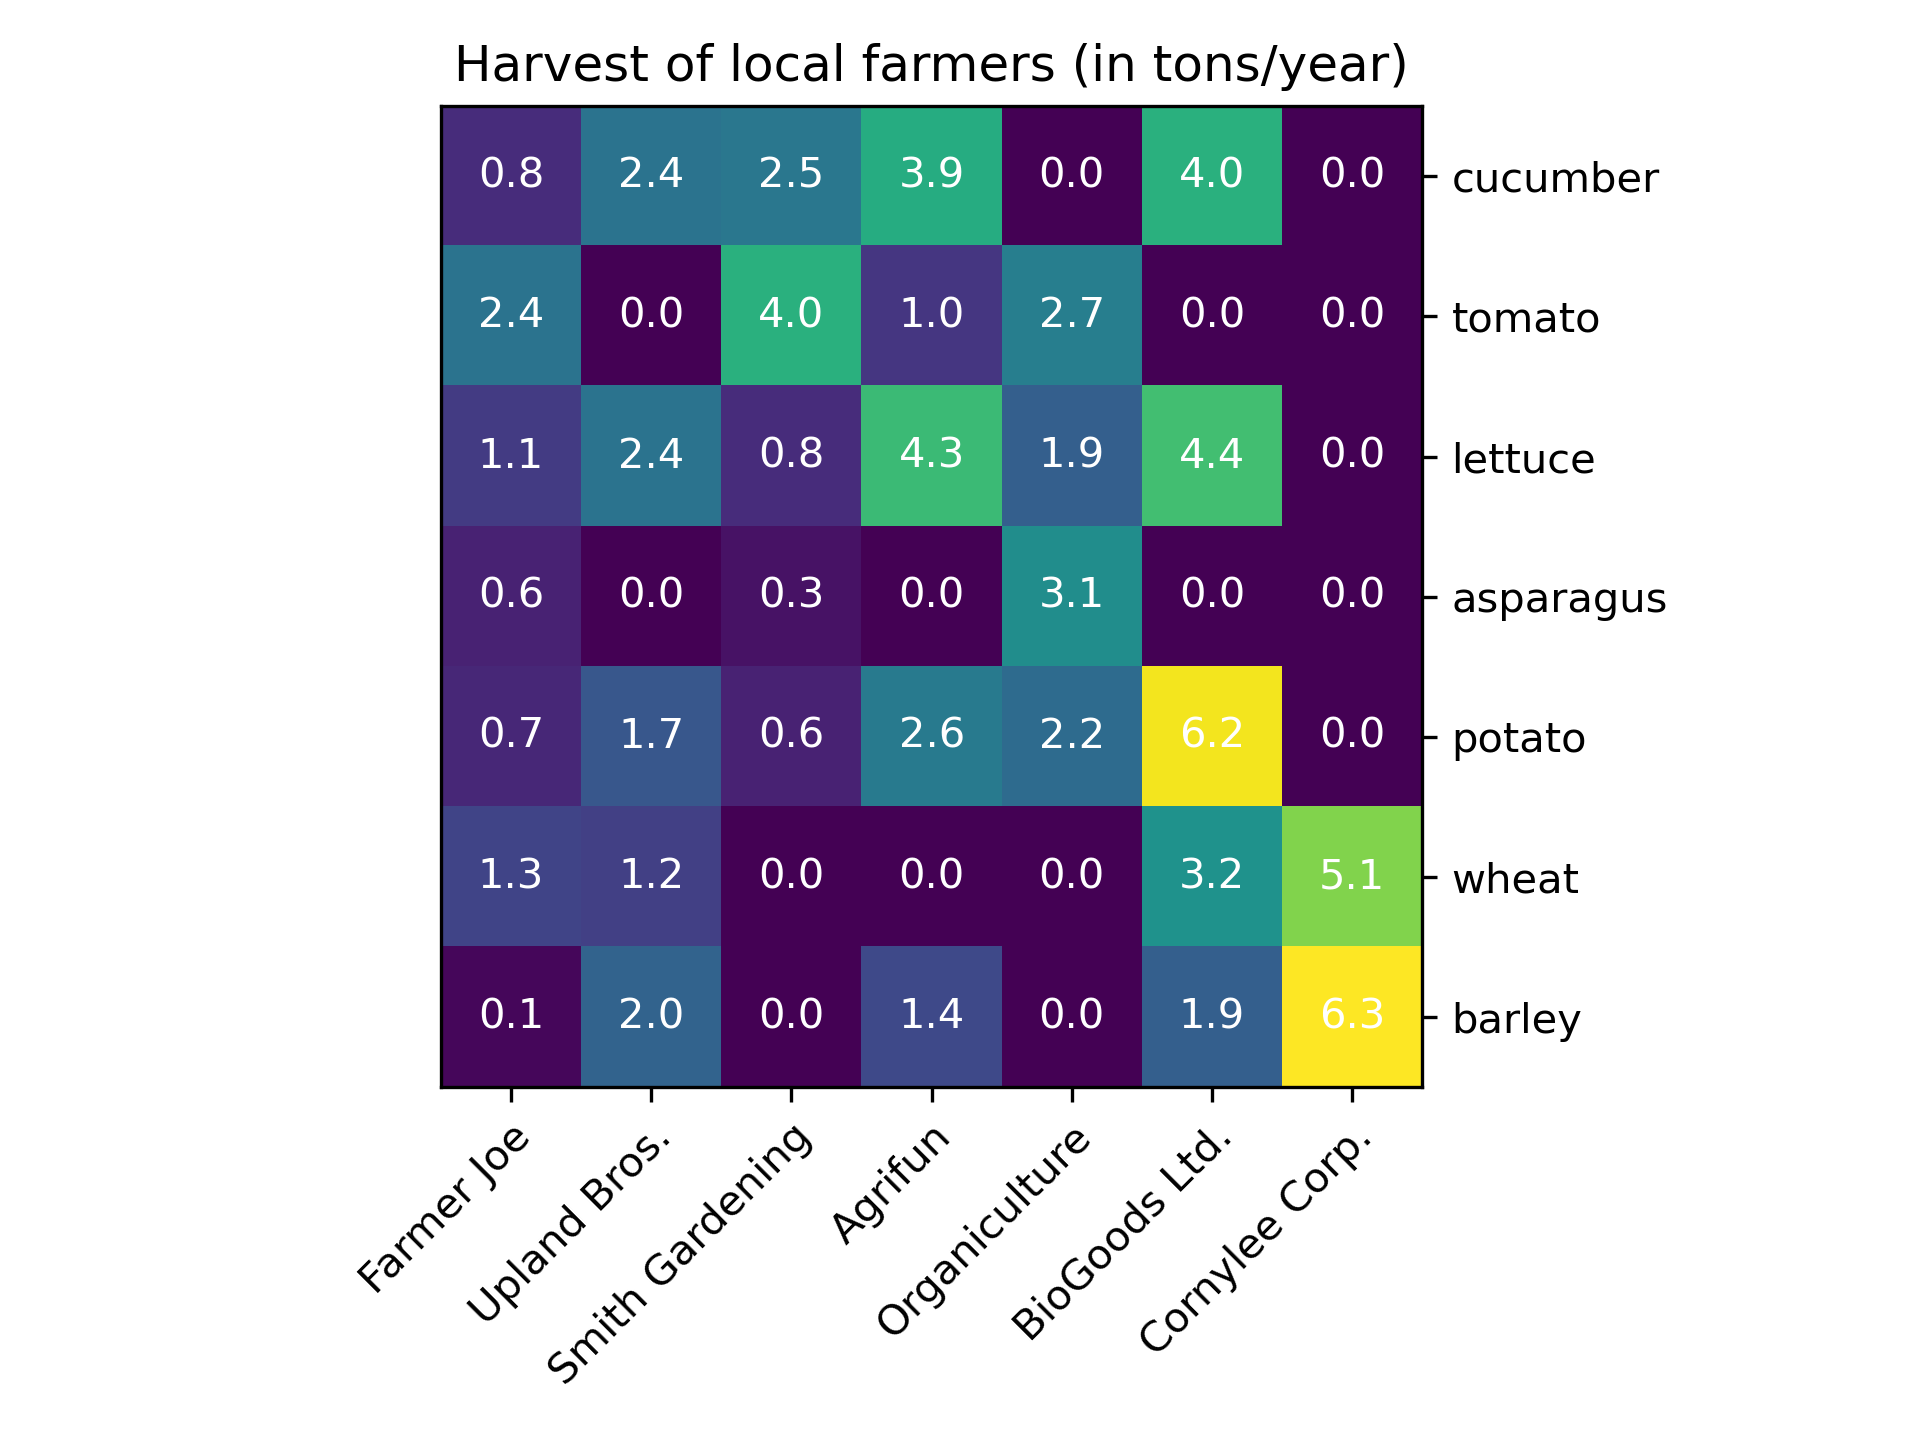 Harvest of local farmers (in tons/year)
0.8 2.4 2.5 3.9 0.0 4.0 0.0 cucumber
2.4 0.0 4.0 1.0 2.7 0.0 0.0 tomato
1.1 2.4 0.8 4.3 1.9 4.4 0.0 lettuce
0.6 0.0 0.3 0.0 3.1 0.0 0.0 asparagus
0.7 1.7 0.6 2.6 2.2 6.2 0.0 potato
1.3 1.2 0.0 0.0 0.0 3.2 5.1 wheat
0.1 2.0 0.0 1.4 0.0 1.9 6.3 barley
Farmer Joe
Upland Bros.
Smith Gardening
Agrifun
Organiculture
BioGoods Ltd.
Cornylee Corp.